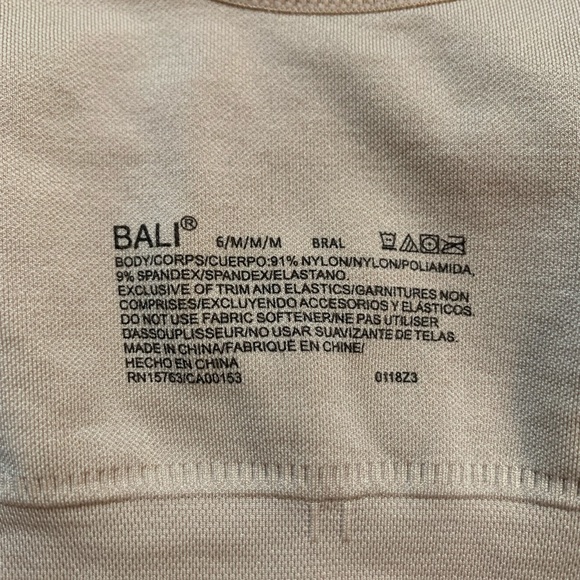 BALI® 6/M/M/M BRAL
BODY/CORPS/CUERPO:91% NYLON/NYLON/POLIAMIDA,
9% SPANDEX/SPANDEX/ELASTANO.
EXCLUSIVE OF TRIM AND ELASTICS/GARNITURES NON
COMPRISES/EXCLUYENDO ACCESORIOS Y ELÁSTICOS.
DO NOT USE FABRIC SOFTENER/NE PAS UTILISER
D'ASSOUPLISSEUR/NO USAR SUAVIZANTE DE TELAS.
MADE IN CHINA/FABRIQUÉ EN CHINE/
HECHO EN CHINA
RN15763/CA00153 0118Z3